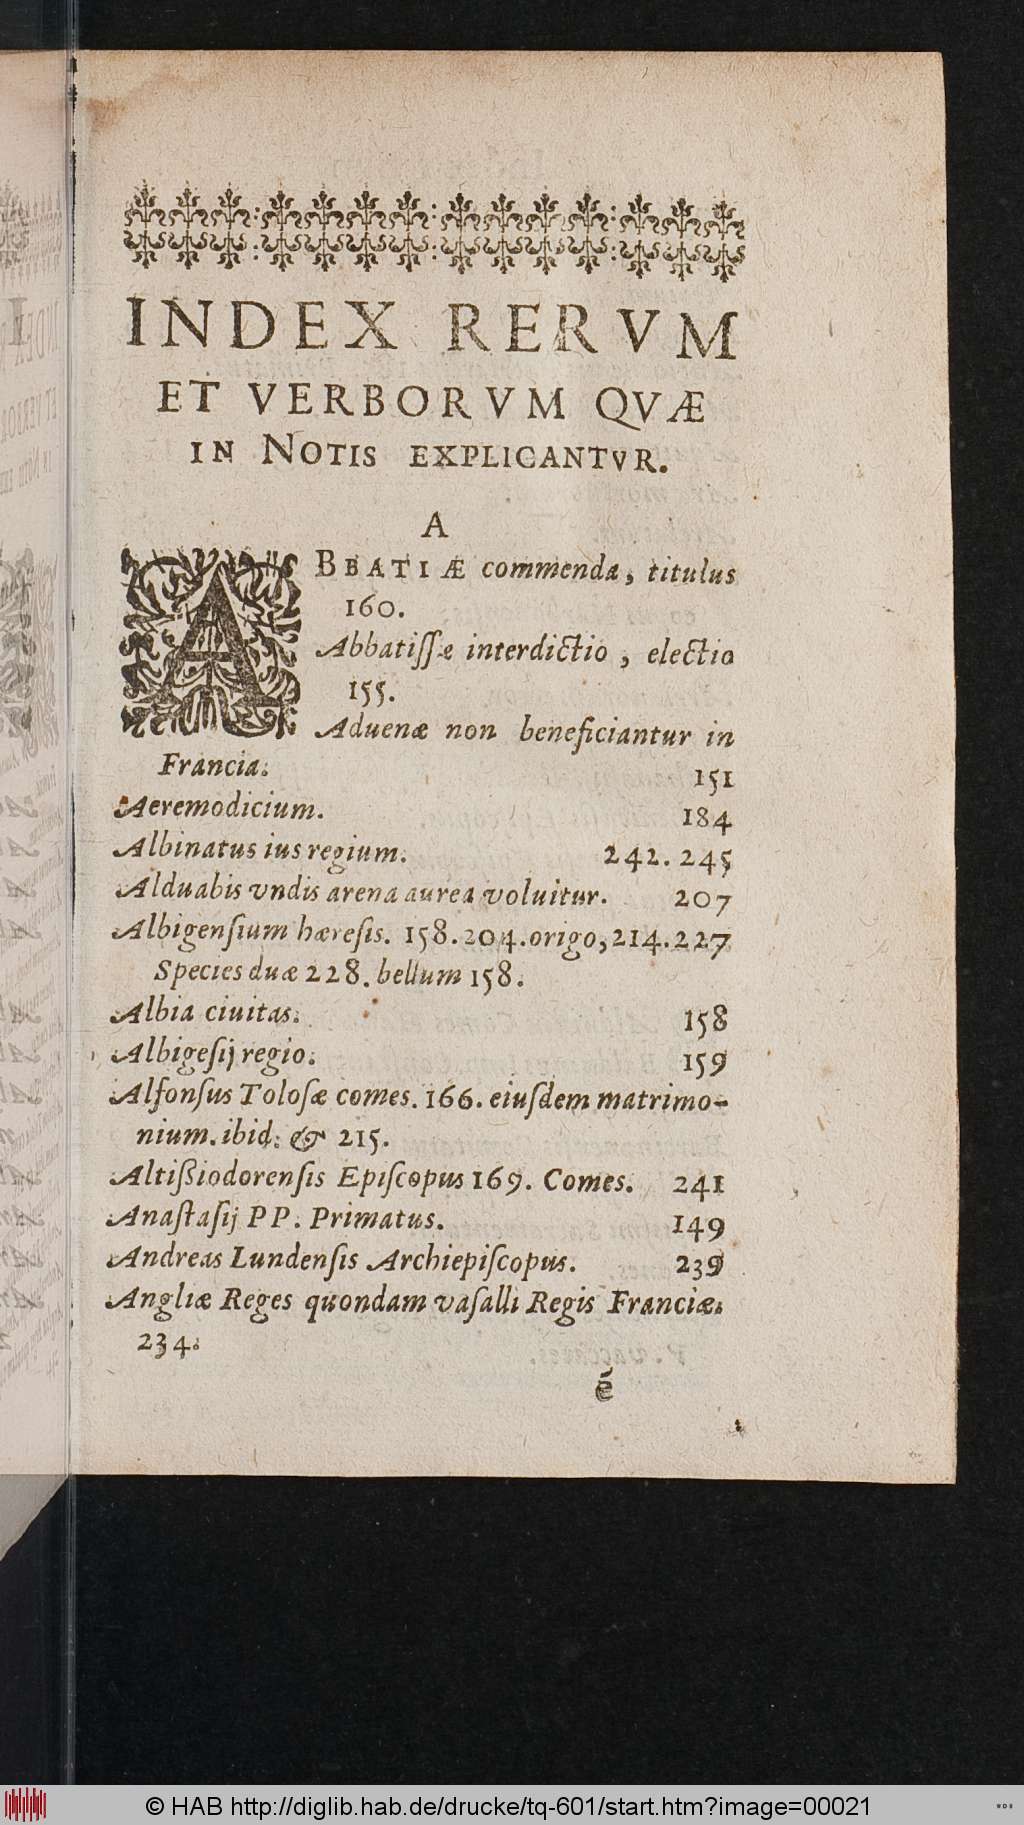 INDEX RERVM
ET VERBORVM QVÆ
IN NOTIS EXPLICANTVR.
A
ABBATIÆ commenda, titulus
160.
Abbatiſſæ interdictio, electio
155.
Aduenæ non beneficiantur in
Francia. 151
Aeremodicium. 184
Albinatus ius regium. 242. 245
Alduabis vndis arena aurea voluitur. 207
Albigenſium hæreſis. 158. 204. origo, 214. 227
Species duæ 228. bellum 158.
Albia ciuitas. 158
Albigeſij regio. 159
Alfonſus Toloſæ comes. 166. eiuſdem matrimo-
nium. ibid. & 215.
Altißiodorenſis Epiſcopus 169. Comes. 241
Anaſtaſij PP. Primatus. 149
Andreas Lundenſis Archiepiſcopus. 239
Angliæ Reges quondam vaſalli Regis Franciæ.
234.
é
© HAB http://diglib.hab.de/drucke/tq-601/start.htm?image=00021